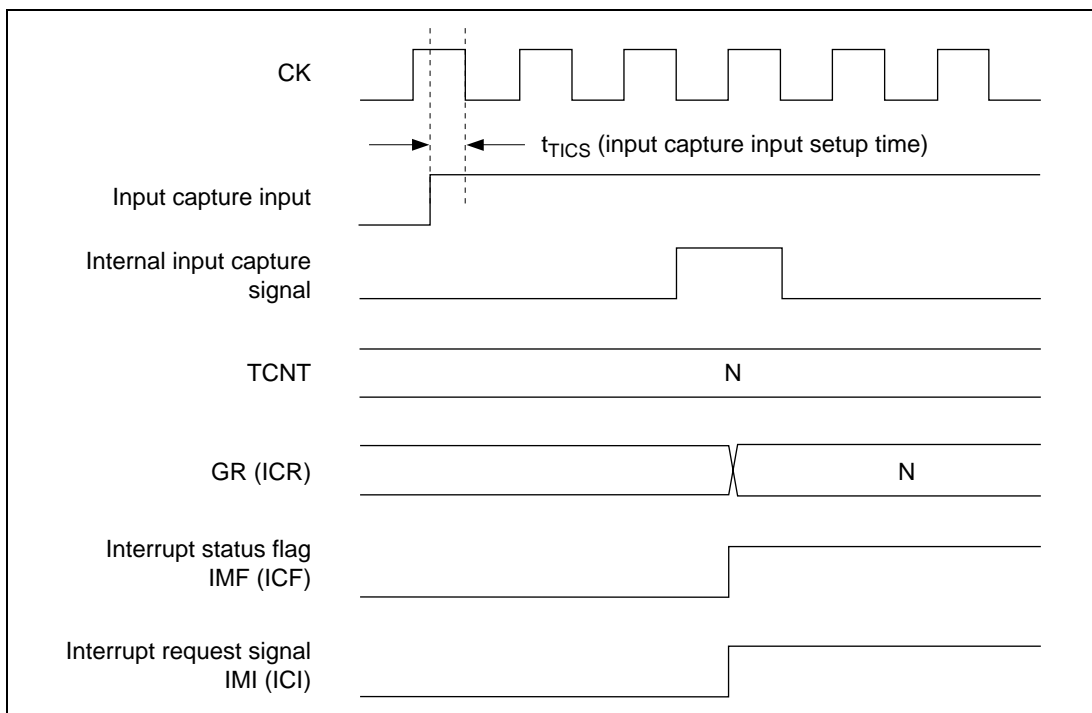 CK
tTICS (input capture input setup time)
Input capture input
Internal input capture
signal
TCNT
N
GR (ICR)
N
Interrupt status flag
IMF (ICF)
Interrupt request signal
IMI (ICI)